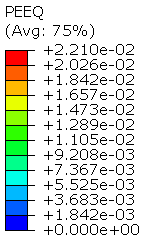 PEEQ
(Avg: 75%)
+2.210e-02
+2.026e-02
+1.842e-02
+1.657e-02
+1.473e-02
+1.289e-02
+1.105e-02
+9.208e-03
+7.367e-03
+5.525e-03
+3.683e-03
+1.842e-03
+0.000e+00